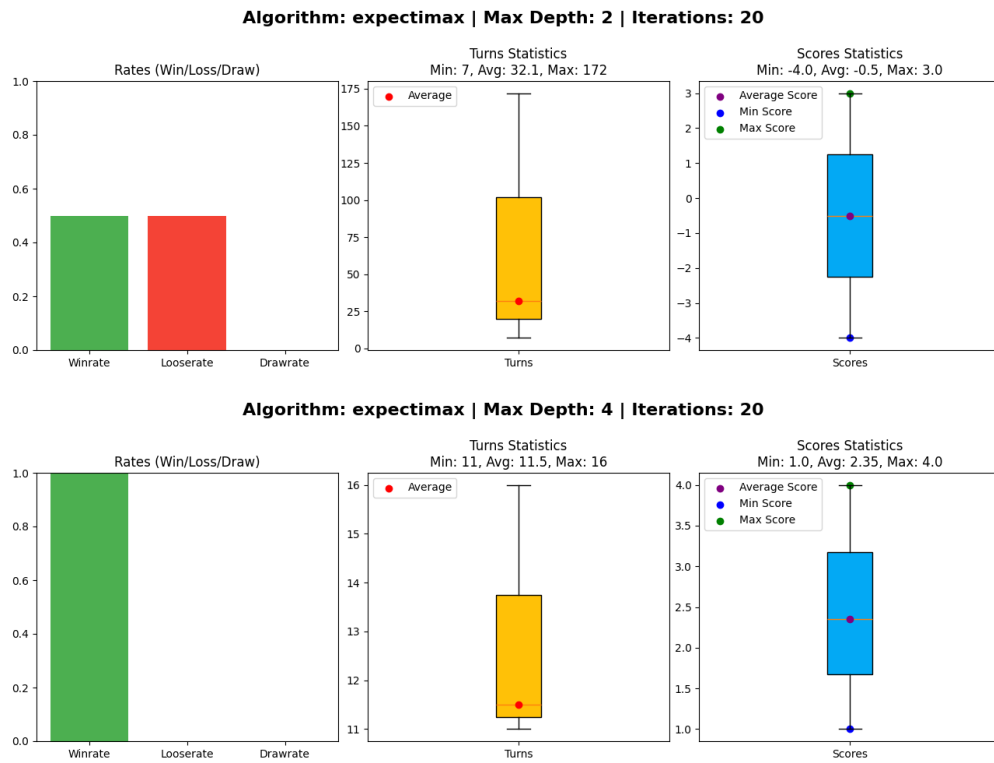 Algorithm: expectimax | Max Depth: 2 | Iterations: 20
Rates (Win/Loss/Draw)
1.0
0.8
0.6
0.4
0.2
0.0
Winrate Looserate Drawrate
Turns Statistics
Min: 7, Avg: 32.1, Max: 172
Average
175
150
125
100
75
50
25
0
Turns
Scores Statistics
Min: -4.0, Avg: -0.5, Max: 3.0
Average Score
Min Score
Max Score
3
2
1
0
−1
−2
−3
−4
Scores
Algorithm: expectimax | Max Depth: 4 | Iterations: 20
Rates (Win/Loss/Draw)
1.0
0.8
0.6
0.4
0.2
0.0
Winrate Looserate Drawrate
Turns Statistics
Min: 11, Avg: 11.5, Max: 16
Average
16
15
14
13
12
11
Turns
Scores Statistics
Min: 1.0, Avg: 2.35, Max: 4.0
Average Score
Min Score
Max Score
4.0
3.5
3.0
2.5
2.0
1.5
1.0
Scores